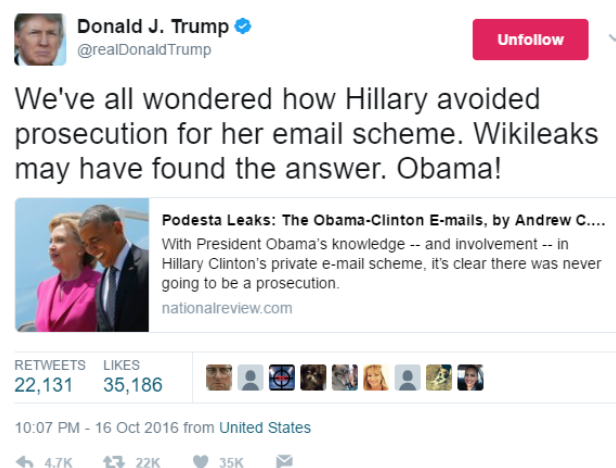 Donald J. Trump
@realDonaldTrump
Unfollow
We've all wondered how Hillary avoided
prosecution for her email scheme. Wikileaks
may have found the answer. Obama!
Podesta Leaks: The Obama-Clinton E-mails, by Andrew C....
With President Obama's knowledge -- and involvement -- in
Hillary Clinton's private e-mail scheme, it's clear there was never
going to be a prosecution.
nationalreview.com
RETWEETS LIKES
22,131 35,186
10:07 PM - 16 Oct 2016 from United States
4.7K 22K 35K